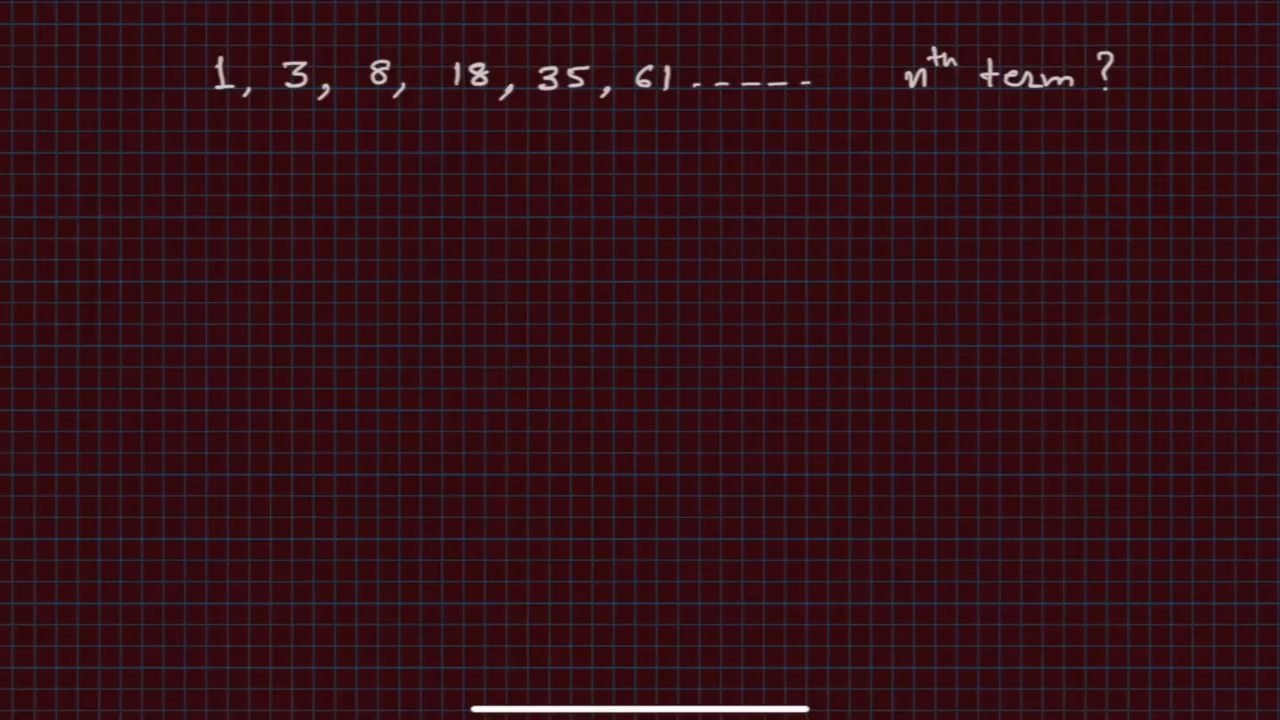 1, 3, 8, 18, 35, 61 ----- nth term ?